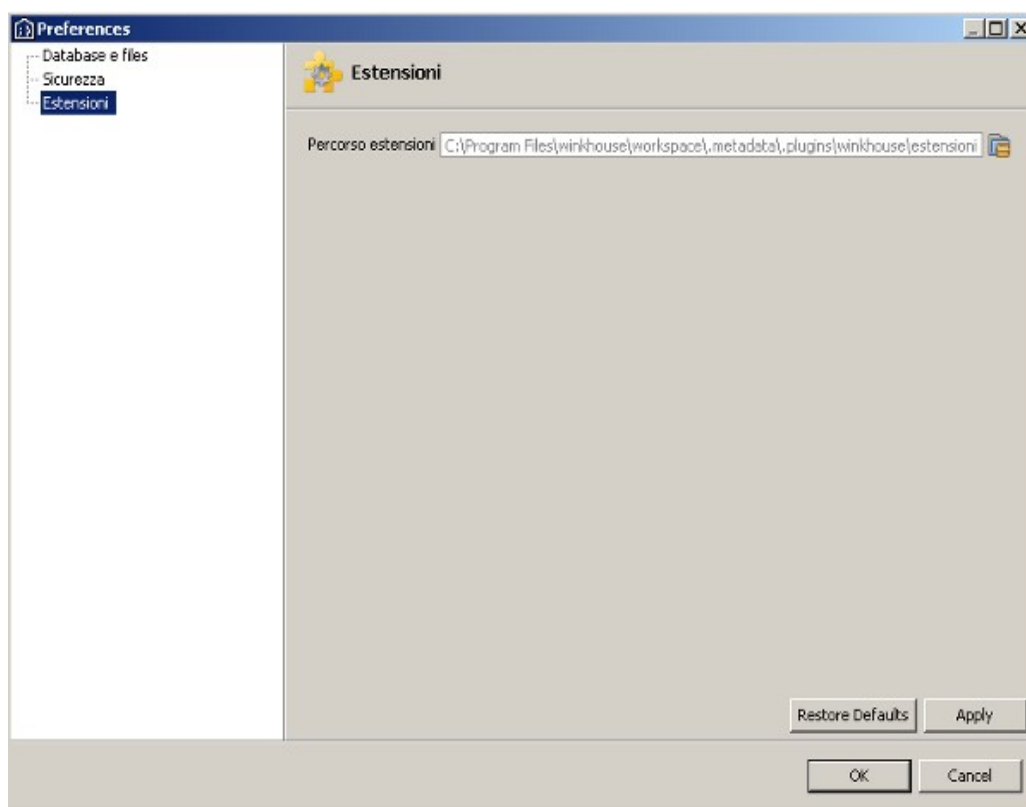 Preferences
Database e files
Sicurezza
Estensioni
Estensioni
Percorso estensioni C:\Program Files\winkhouse\workspace\.metadata\.plugins\winkhouse\estensioni
Restore Defaults Apply
OK Cancel